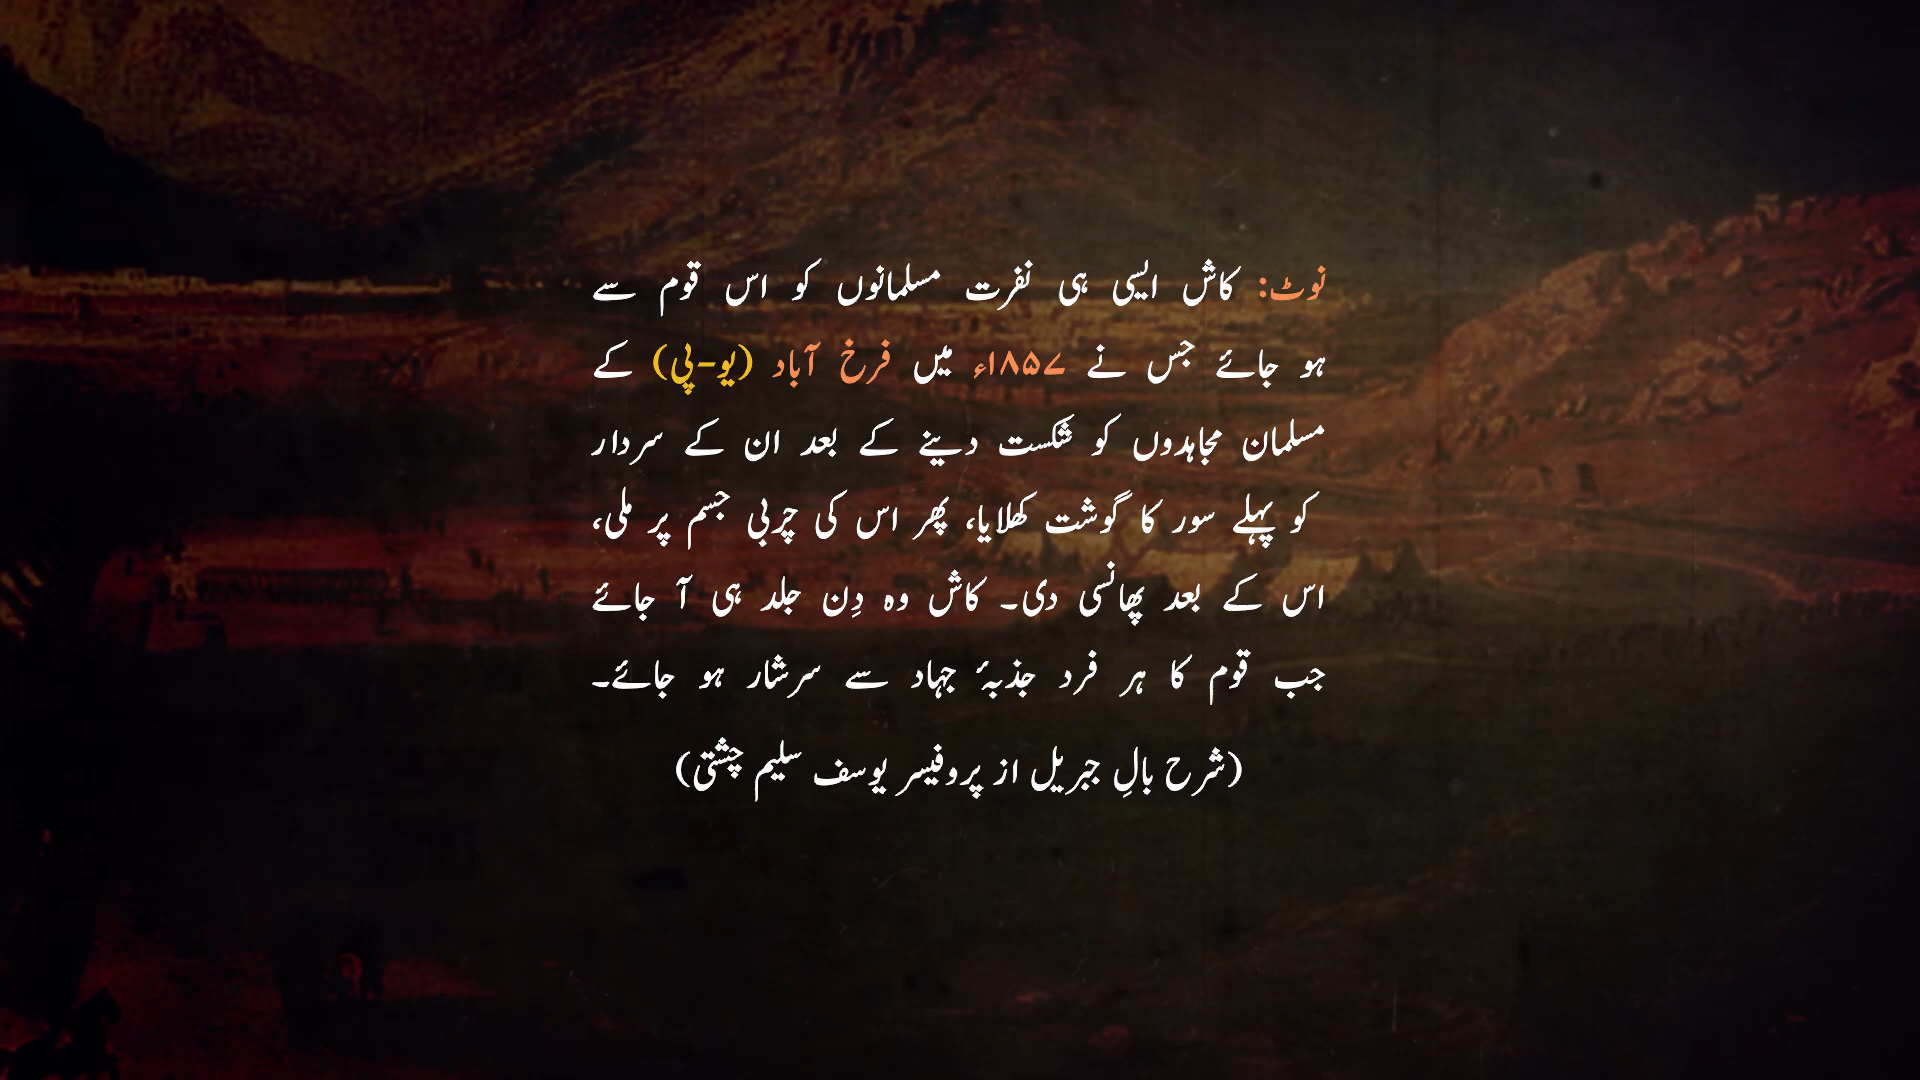 نوٹ: کاش ایسی ہی نفرت مسلمانوں کو اس قوم سے
ہو جائے جس نے ۱۸۵۷ء میں فرخ آباد (یو-پی) کے
مسلمان مجاہدوں کو شکست دینے کے بعد ان کے سردار
کو پہلے سور کا گوشت کھلایا، پھر اس کی چربی جسم پر ملی،
اس کے بعد پھانسی دی۔ کاش وہ دِن جلد ہی آ جائے
جب قوم کا ہر فرد جذبۂ جہاد سے سرشار ہو جائے۔
(شرح بالِ جبریل از پروفیسر یوسف سلیم چشتی)